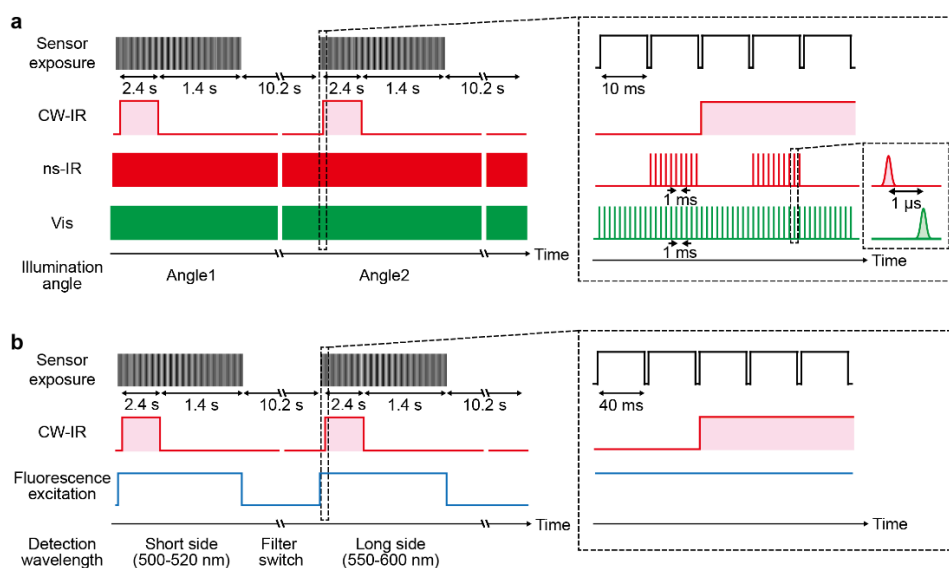 a
Sensor
exposure
2.4 s
1.4 s
10.2 s
2.4 s
1.4 s
10.2 s
10 ms
CW-IR
ns-IR
1 ms
1 μs
Vis
1 ms
Time
Time
Illumination
angle
Angle1
Angle2
b
Sensor
exposure
2.4 s
1.4 s
10.2 s
2.4 s
1.4 s
10.2 s
40 ms
CW-IR
Fluorescence
excitation
Time
Time
Detection
wavelength
Short side
(500-520 nm)
Filter
switch
Long side
(550-600 nm)